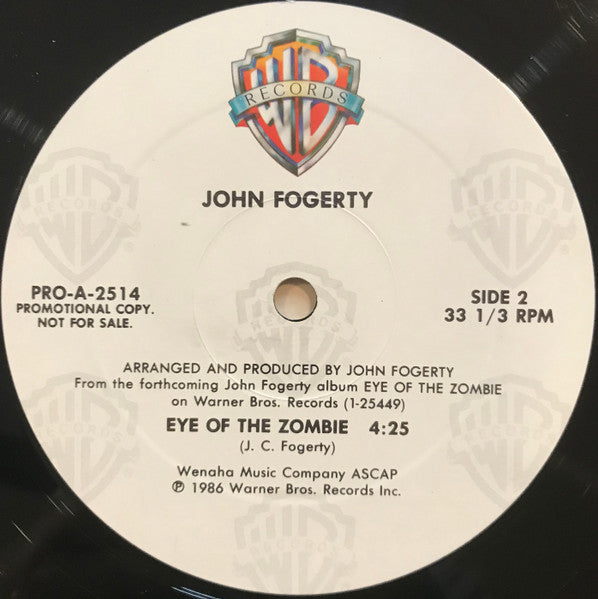 WB
RECORDS
JOHN FOGERTY
PRO-A-2514
PROMOTIONAL COPY.
NOT FOR SALE.
SIDE 2
33 1/3 RPM
ARRANGED AND PRODUCED BY JOHN FOGERTY
From the forthcoming John Fogerty album EYE OF THE ZOMBIE
on Warner Bros. Records (1-25449)
EYE OF THE ZOMBIE 4:25
(J. C. Fogerty)
Wenaha Music Company ASCAP
℗ 1986 Warner Bros. Records Inc.